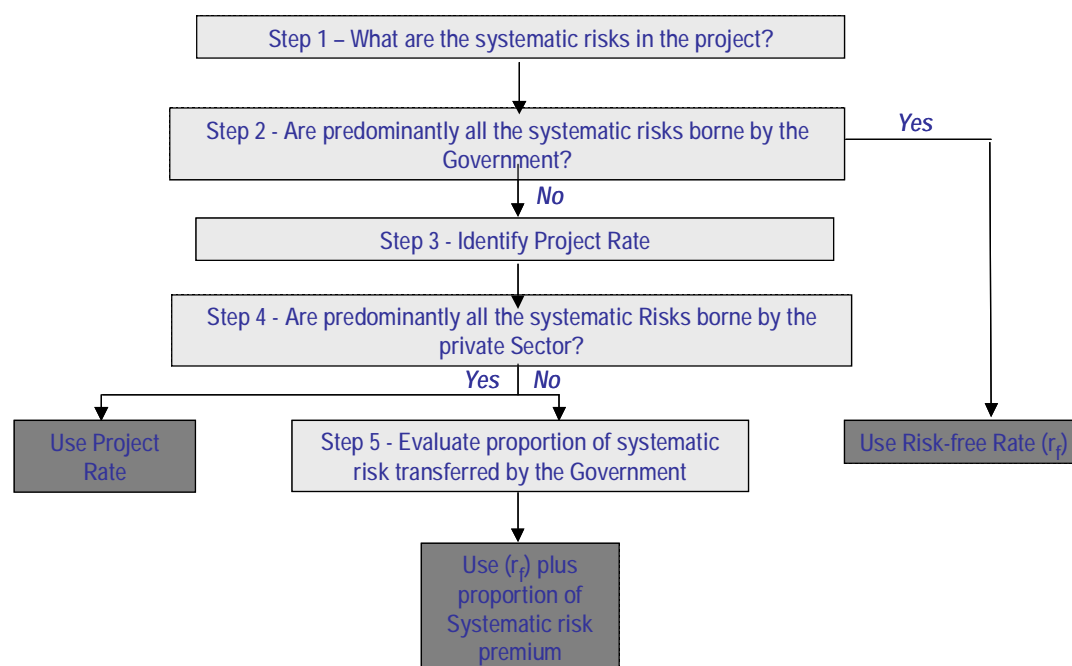 Step 1 – What are the systematic risks in the project?
Step 2 - Are predominantly all the systematic risks borne by the
Government?
Yes
No
Step 3 - Identify Project Rate
Step 4 - Are predominantly all the systematic Risks borne by the
private Sector?
Yes
No
Use Project
Rate
Step 5 - Evaluate proportion of systematic
risk transferred by the Government
Use Risk-free Rate (rf)
Use (rf) plus
proportion of
Systematic risk
premium